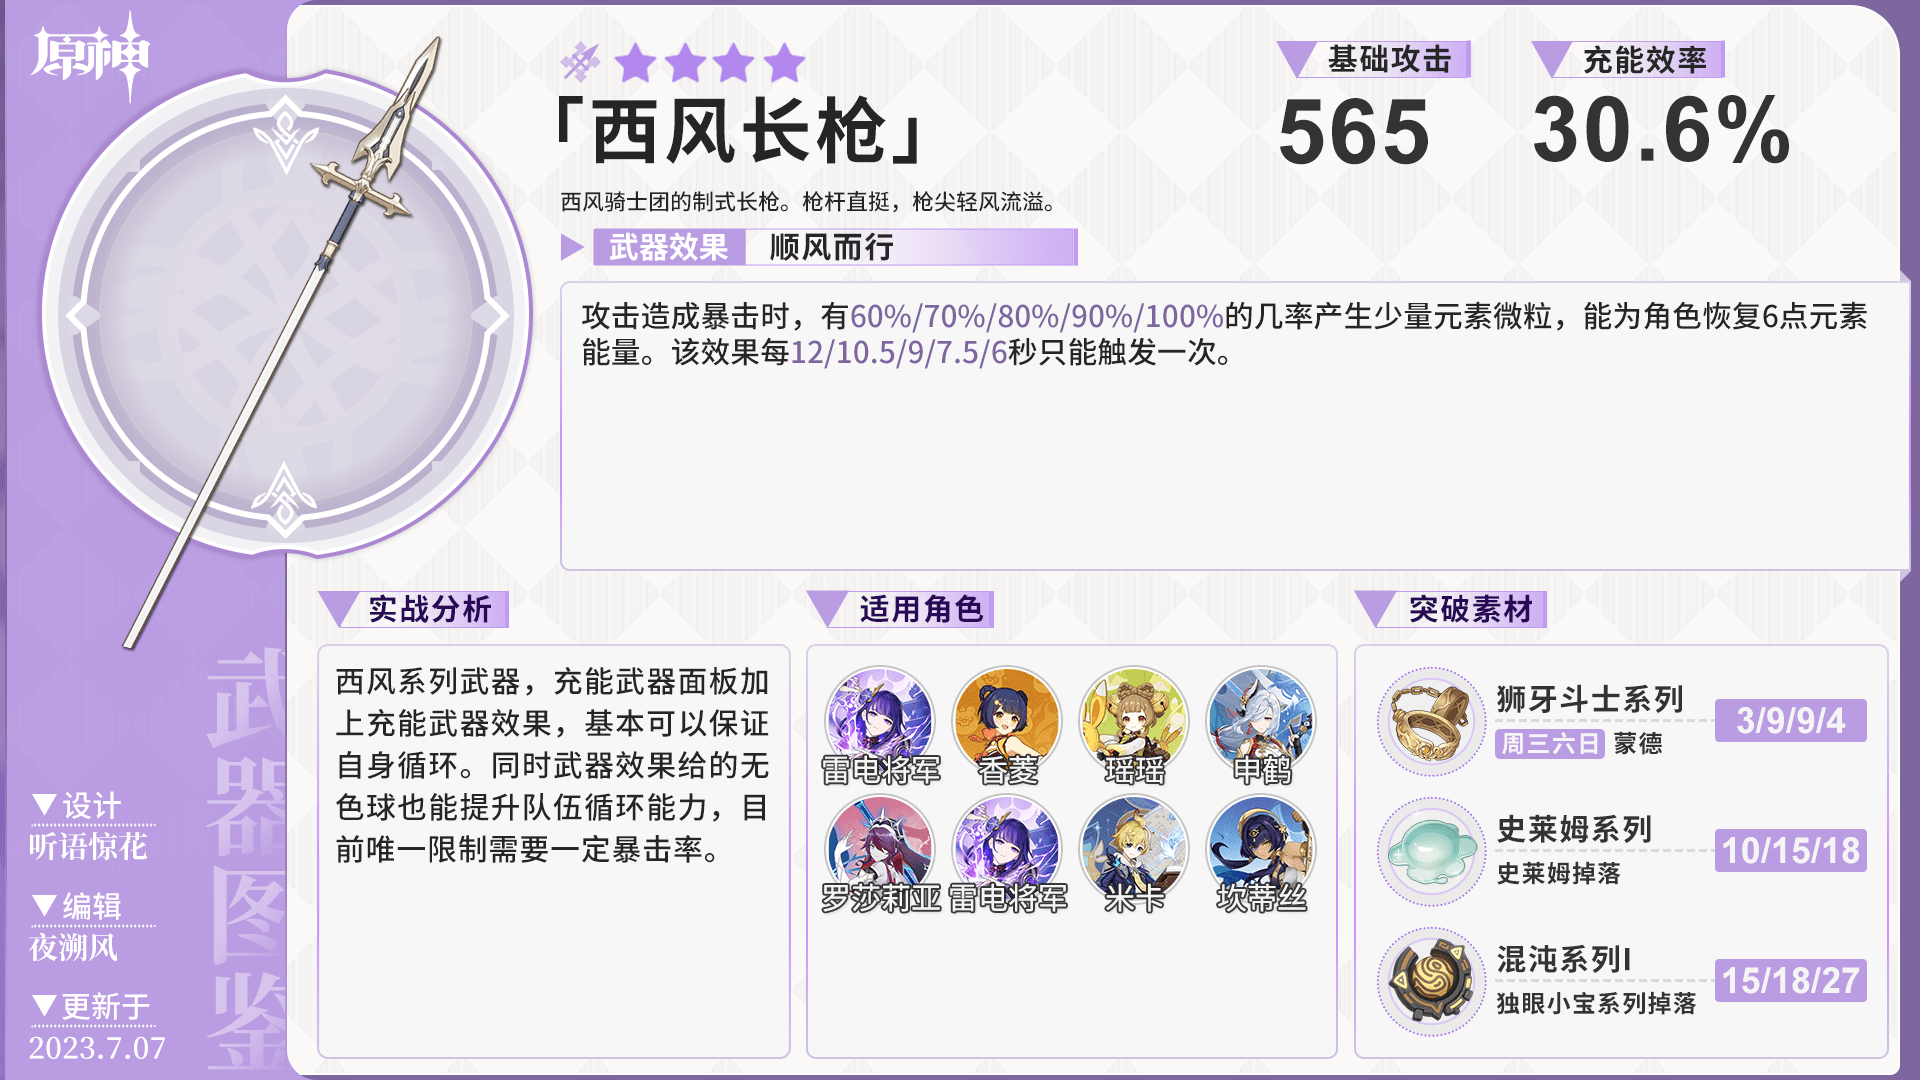 原神
「西风长枪」
西风骑士团的制式长枪。枪杆直挺，枪尖轻风流溢。
基础攻击
565
充能效率
30.6%
武器效果 顺风而行
攻击造成暴击时，有60%/70%/80%/90%/100%的几率产生少量元素微粒，能为角色恢复6点元素
能量。该效果每12/10.5/9/7.5/6秒只能触发一次。
实战分析
西风系列武器，充能武器面板加
上充能武器效果，基本可以保证
自身循环。同时武器效果给的无
色球也能提升队伍循环能力，目
前唯一限制需要一定暴击率。
适用角色
雷电将军 香菱 瑶瑶 申鹤
罗莎莉亚 雷电将军 米卡 坎蒂丝
突破素材
狮牙斗士系列
周三六日 蒙德
3/9/9/4
史莱姆系列
史莱姆掉落
10/15/18
混沌系列I
独眼小宝系列掉落
15/18/27
武器图鉴
▼设计
听语惊花
▼编辑
夜溯风
▼更新于
2023.7.07